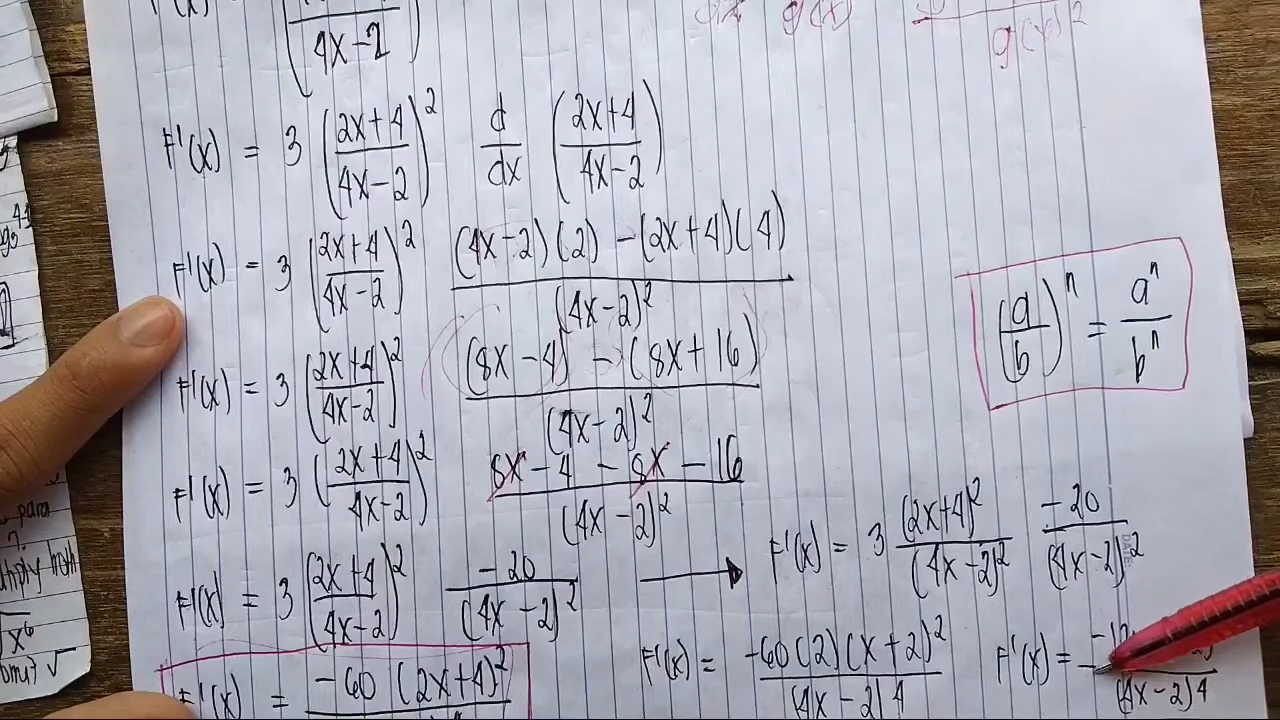 4x-2
g(x)
g(x)²
F'(x) = 3 ((2x+4)/(4x-2))² d/dx ((2x+4)/(4x-2))
F'(x) = 3 ((2x+4)/(4x-2))² ((4x-2)(2) - (2x+4)(4))/(4x-2)²
(a/b)ⁿ = aⁿ/bⁿ
F'(x) = 3 ((2x+4)/(4x-2))² ((8x-4) - (8x+16))/(4x-2)²
F'(x) = 3 ((2x+4)/(4x-2))² (8x-4-8x-16)/(4x-2)²
F'(x) = 3 ((2x+4)/(4x-2))² -20/(4x-2)² → F'(x) = 3 (2x+4)²/(4x-2)² -20/(4x-2)²
F'(x) = -60(2x+4)²
F'(x) = -60(2)(x+2)²/(4x-2)4
F'(x) = (4x-2)4
para